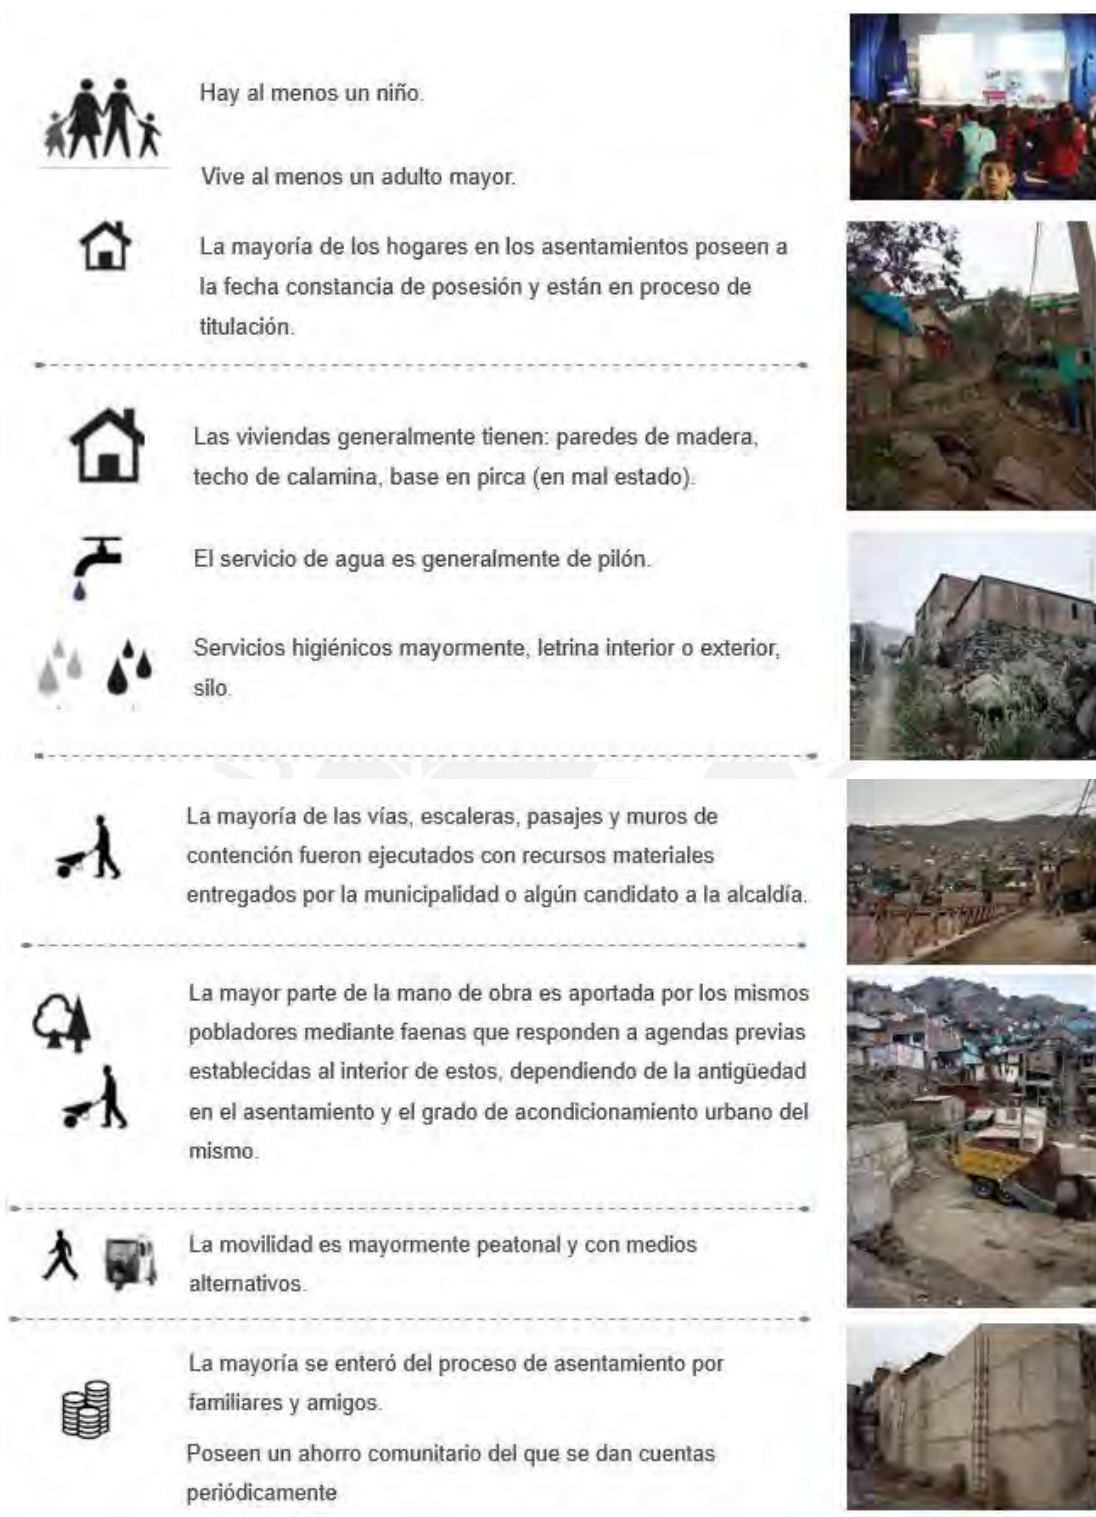 Hay al menos un niño.
Vive al menos un adulto mayor.
La mayoría de los hogares en los asentamientos poseen a
la fecha constancia de posesión y están en proceso de
titulación.
Las viviendas generalmente tienen: paredes de madera,
techo de calamina, base en pirca (en mal estado).
El servicio de agua es generalmente de pilón.
Servicios higiénicos mayormente, letrina interior o exterior,
silo.
La mayoría de las vías, escaleras, pasajes y muros de
contención fueron ejecutados con recursos materiales
entregados por la municipalidad o algún candidato a la alcaldía.
La mayor parte de la mano de obra es aportada por los mismos
pobladores mediante faenas que responden a agendas previas
establecidas al interior de estos, dependiendo de la antigüedad
en el asentamiento y el grado de acondicionamiento urbano del
mismo.
La movilidad es mayormente peatonal y con medios
alternativos.
La mayoría se enteró del proceso de asentamiento por
familiares y amigos.
Poseen un ahorro comunitario del que se dan cuentas
periódicamente